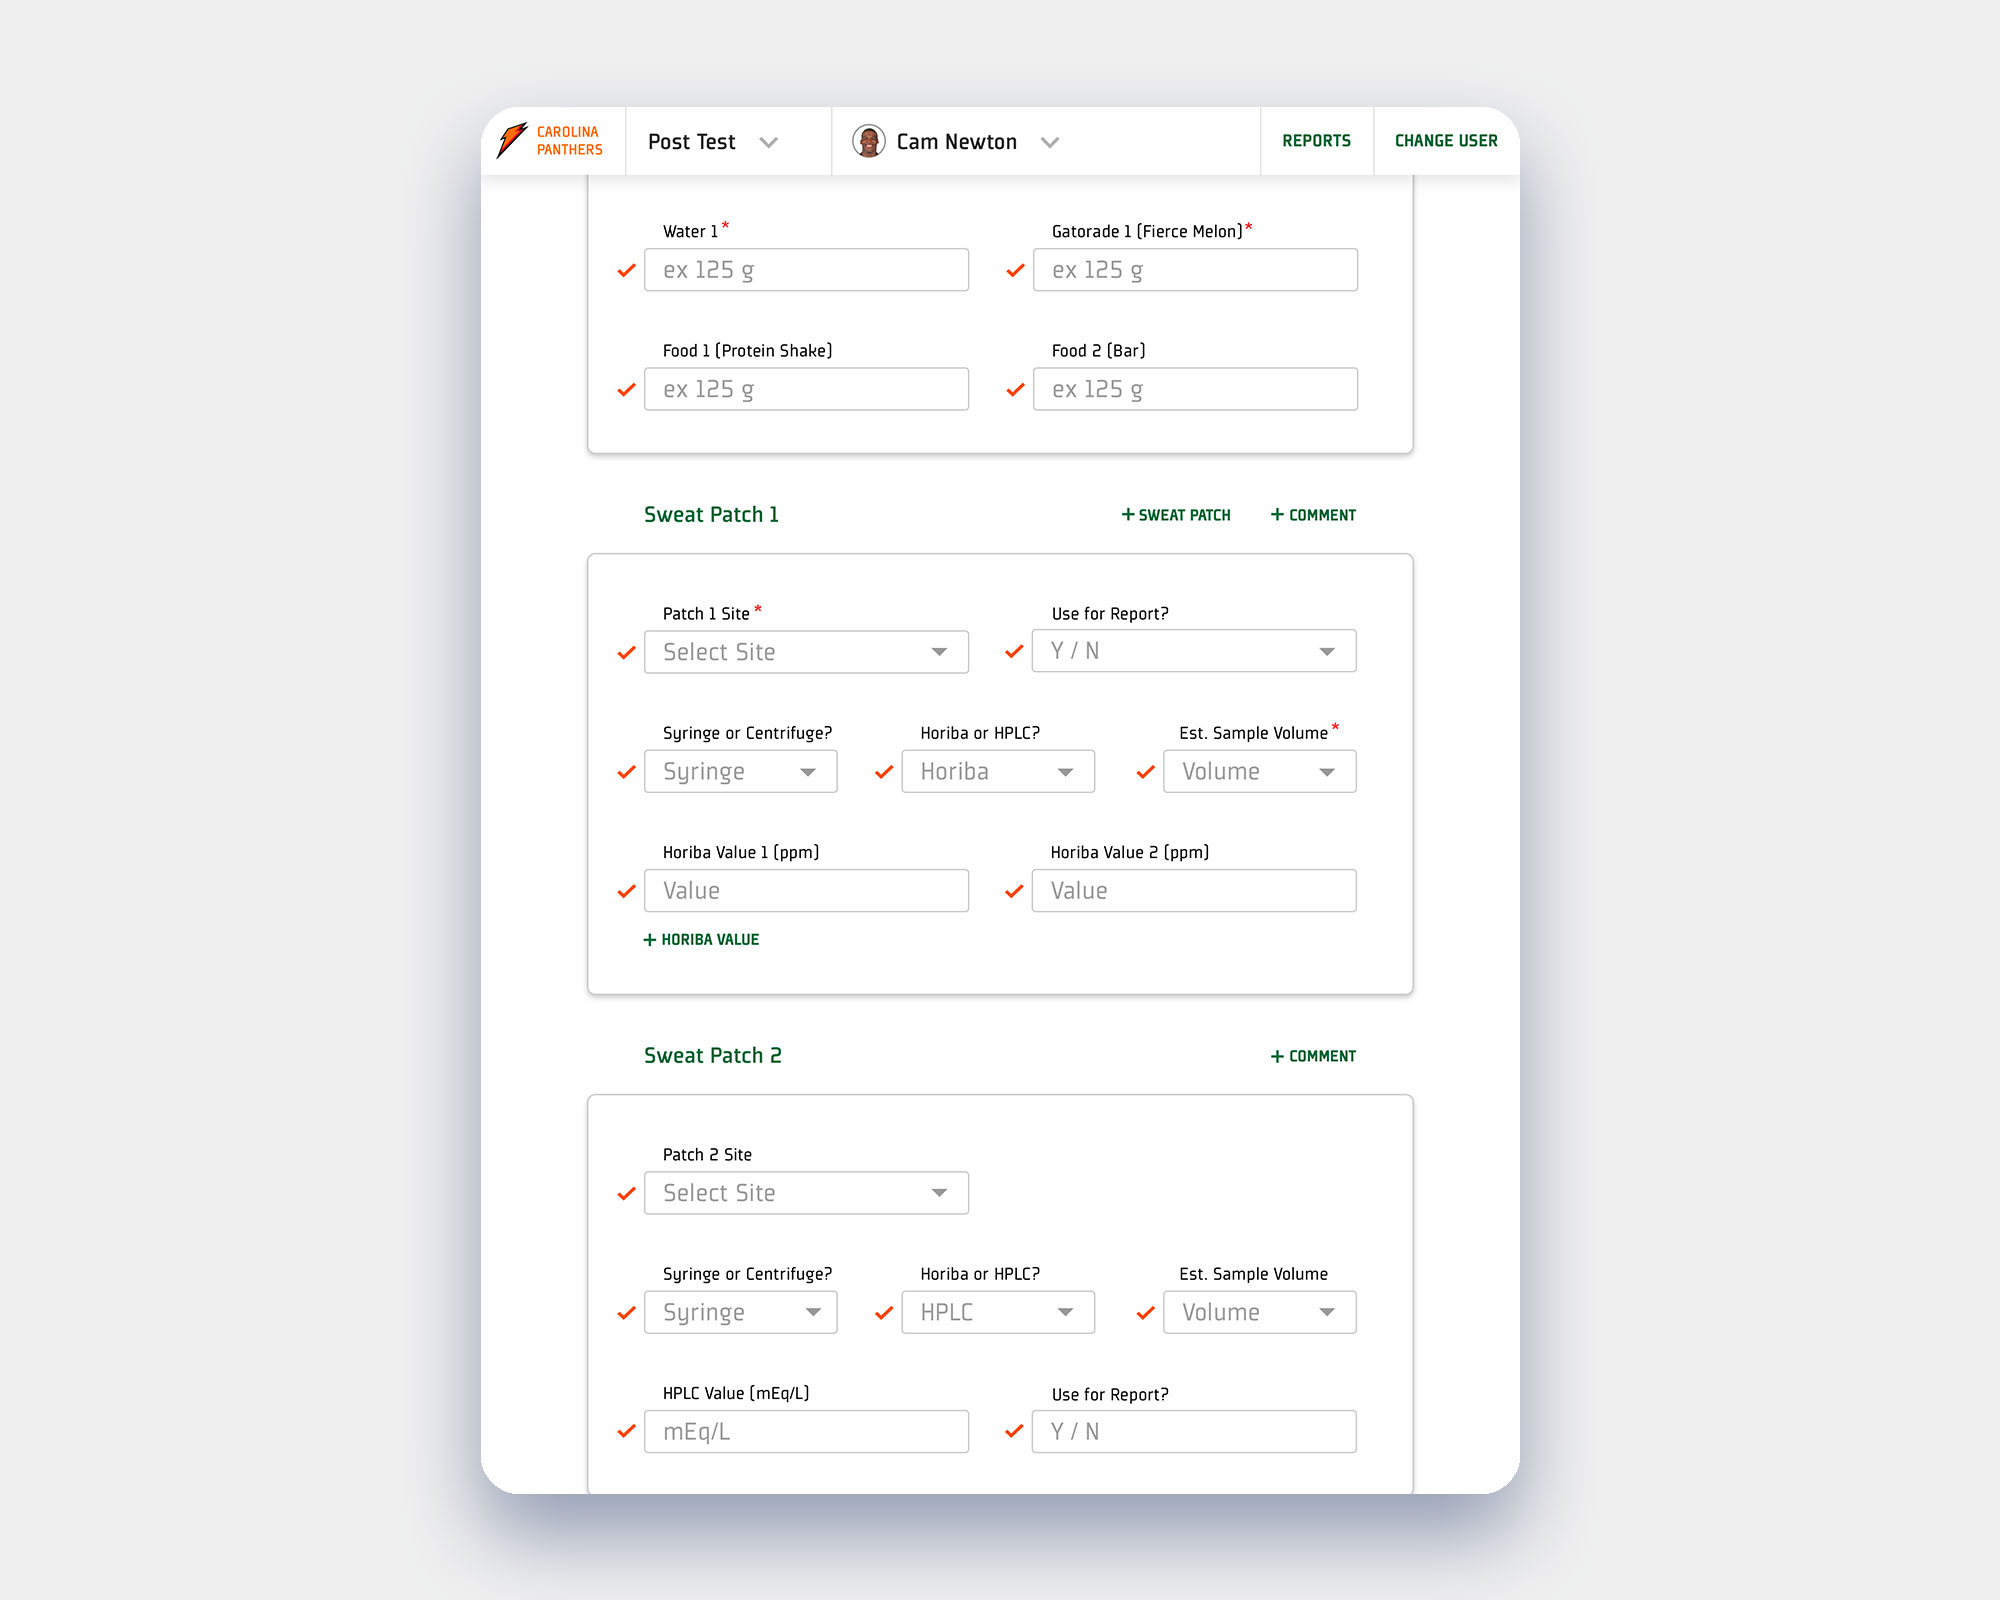 CAROLINA
PANTHERS
Post Test
Cam Newton
REPORTS
CHANGE USER
Water 1*
Gatorade 1 (Fierce Melon)*
ex 125 g
ex 125 g
Food 1 (Protein Shake)
Food 2 (Bar)
ex 125 g
ex 125 g
Sweat Patch 1
+ SWEAT PATCH
+ COMMENT
Patch 1 Site *
Use for Report?
Select Site
Y / N
Syringe or Centrifuge?
Horiba or HPLC?
Est. Sample Volume *
Syringe
Horiba
Volume
Horiba Value 1 (ppm)
Horiba Value 2 (ppm)
Value
Value
+ HORIBA VALUE
Sweat Patch 2
+ COMMENT
Patch 2 Site
Select Site
Syringe or Centrifuge?
Horiba or HPLC?
Est. Sample Volume
Syringe
HPLC
Volume
HPLC Value (mEq/L)
Use for Report?
mEq/L
Y / N